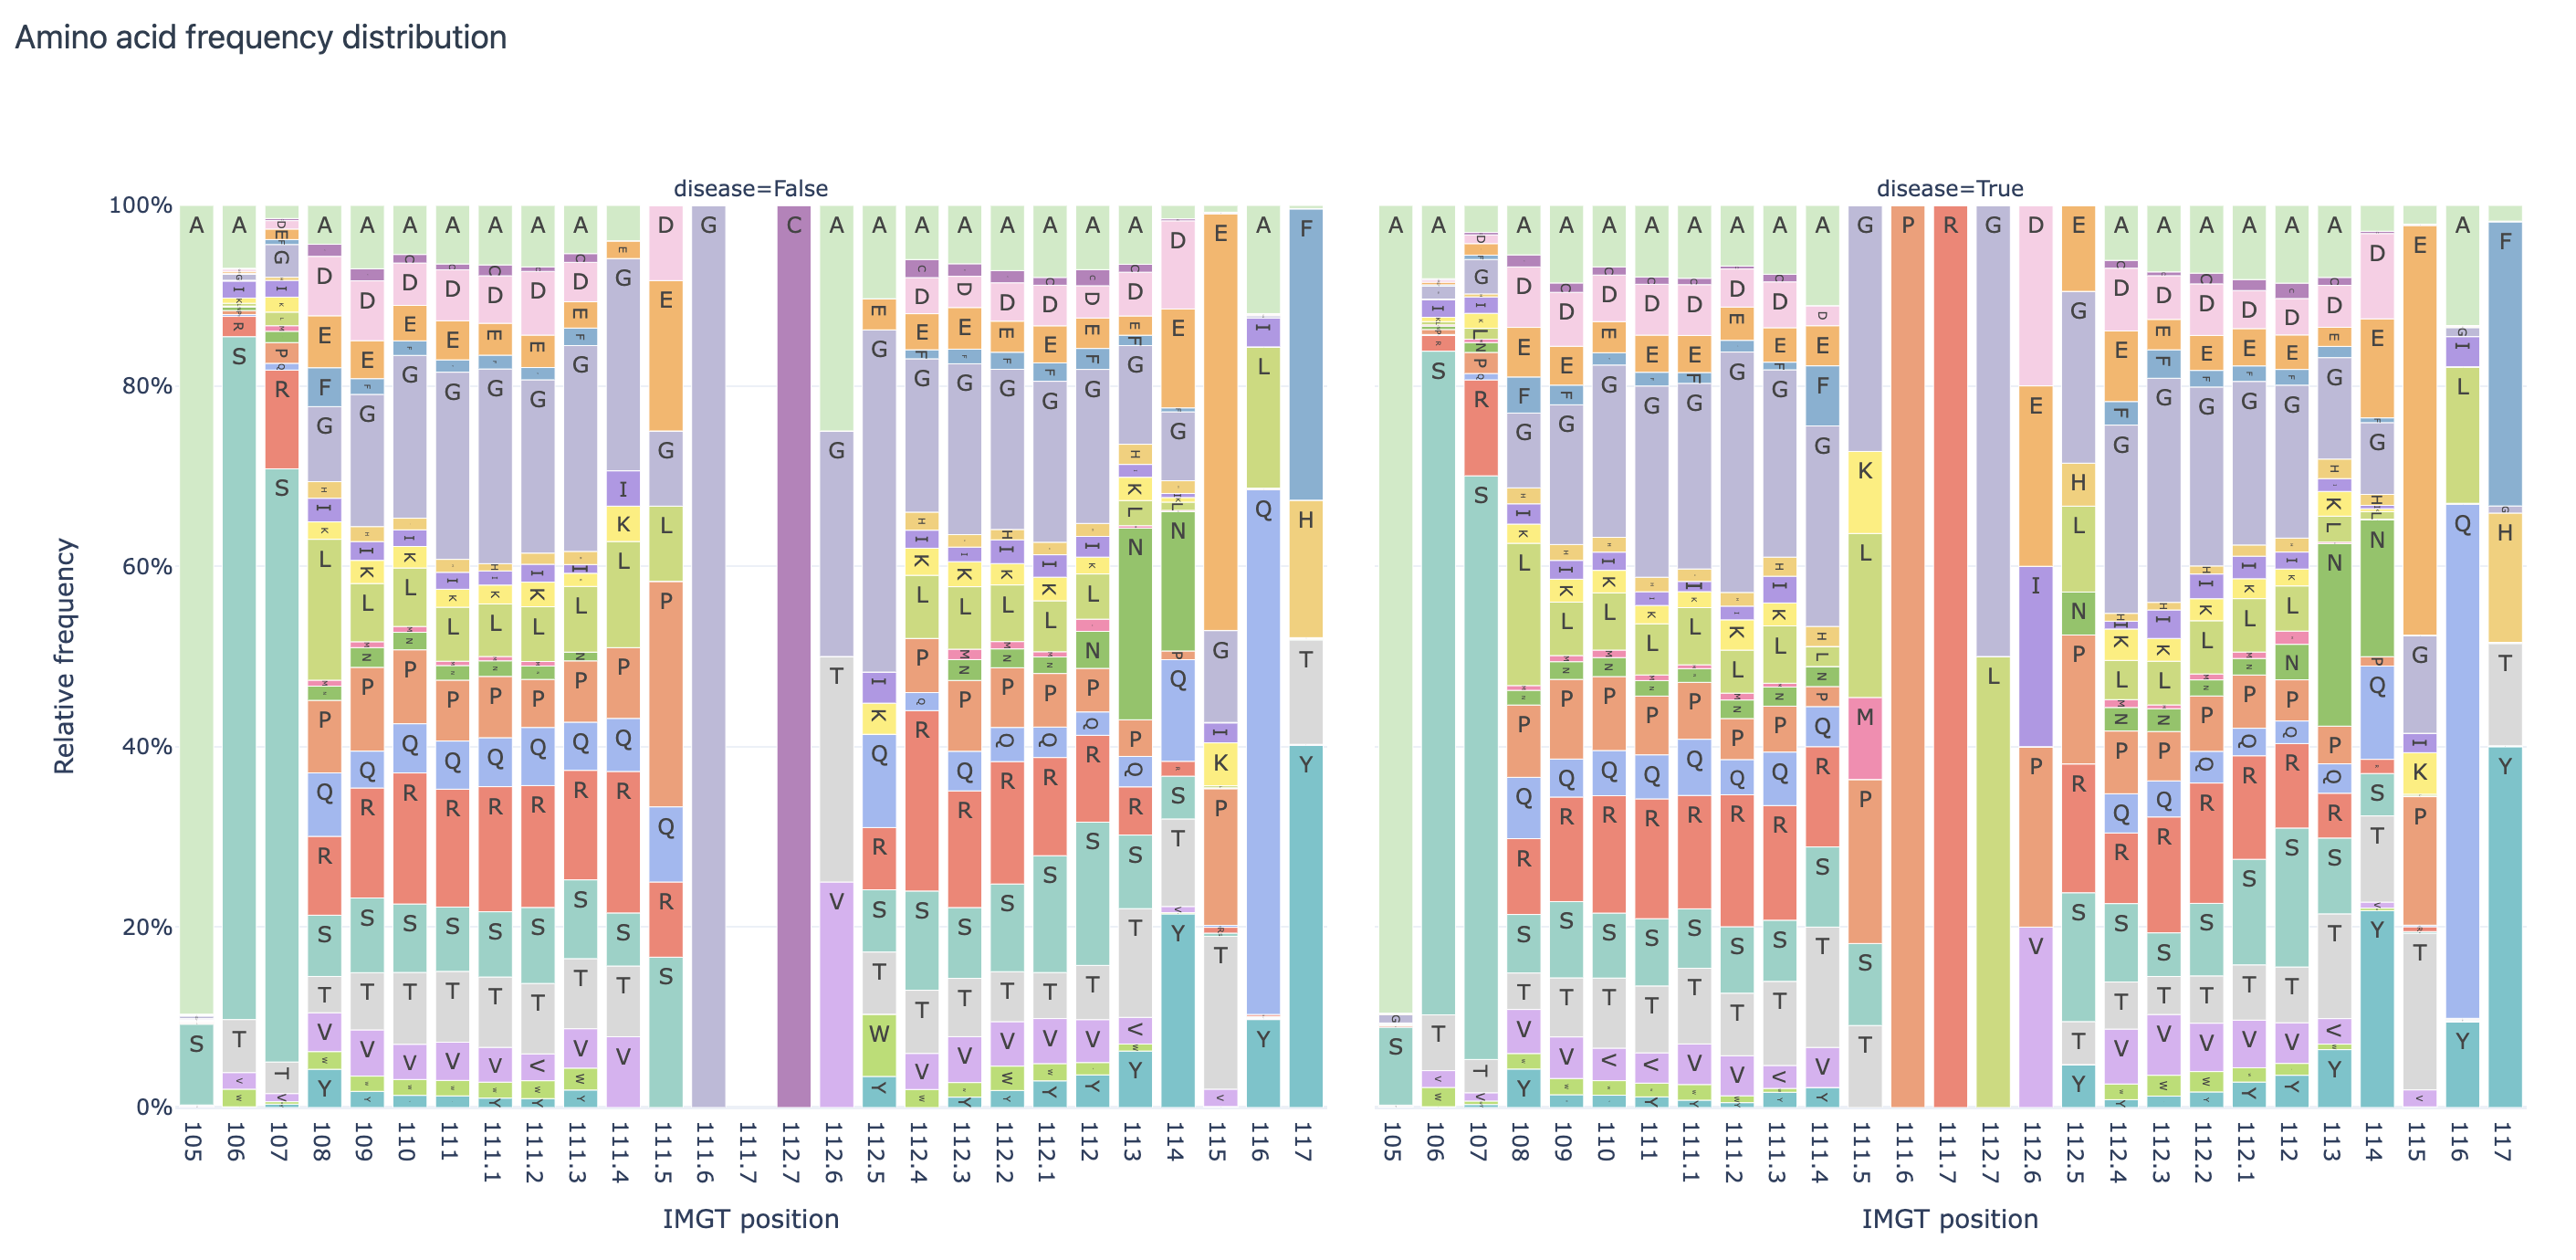 Amino acid frequency distribution
disease=False
disease=True
100%
80%
60%
40%
20%
0%
Relative frequency
A S
A I R S T V W
D E F G I K L M P Q R S T V
A D E F G H I K L M P Q R S T V W Y
A D E F G H I K L M N P Q R S T V W Y
A C D E F G I K L M N P Q R S T V W
A C D E F G I K L M N P Q R S T V W
A C D E F G H I K L M N P Q R S T V W Y
A C D E G I K L M P Q R S T V W Y
A C D E F G I L N P Q R S T V W Y
E G I K L P Q R S T V
D E G L P Q R S
G
C
A G T V
A E G I K Q R S T W Y
A C D E F G H I K L P Q R S T V W
A D E F G I K L M N P Q R S T V W Y
A D E F G H I K L M N P Q R S T V W Y
A C D E F G I K L M N P Q R S T V W Y
A C D E F G I K L N P Q R S T V Y
A C D E F G H K L N P Q R S T V W Y
D E F G I K L N P Q S T V Y
E G I K P R T V
A I L Q Y
F H T Y
A G S
A I R S T V W
D F G I K L N P Q R S T V
A D E F G H I K L M N P Q R S T V W Y
A C D E F G H I K L M N P Q R S T V W
A C D E G H I K L M N P Q R S T V
A C D E F G H I K L M N P Q R S T V Y
A C D E F G I K L M N P Q R S T V W Y
A D E G K L M N P Q R S T V W Y
A C D E F G H I K L M N P Q R S T V W Y
A D E F G H L N P Q R S T V Y
G K L M P S T
P
R
G L
D E I P V
E G H L N P R S T Y
A C D E F G H I K L M N P Q R S T V W Y
A D E F G H I K L M N P Q R S T V W
A C D E F G H I K L M N P Q R S T V W Y
A D E F G I K L M N P Q R S T V W Y
A C D E F G H I K L N P Q R S T V Y
A C D E G H K L N P Q R S T V W Y
D E F G H L N P Q S T V Y
E G I K P R T V
A G I L Q Y
F G H T Y
105 106 107 108 109 110 111 111.1 111.2 111.3 111.4 111.5 111.6 111.7 112.7 112.6 112.5 112.4 112.3 112.2 112.1 112 113 114 115 116 117
105 106 107 108 109 110 111 111.1 111.2 111.3 111.4 111.5 111.6 111.7 112.7 112.6 112.5 112.4 112.3 112.2 112.1 112 113 114 115 116 117
IMGT position
IMGT position